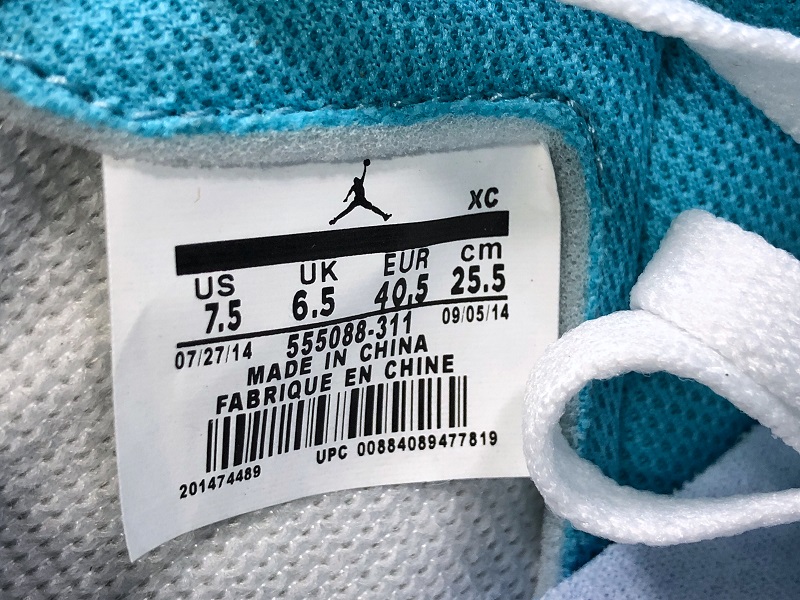 XC
US UK EUR cm
7.5 6.5 40.5 25.5
07/27/14 555088-311 09/05/14
MADE IN CHINA
FABRIQUE EN CHINE
201474489 UPC 00884089477819